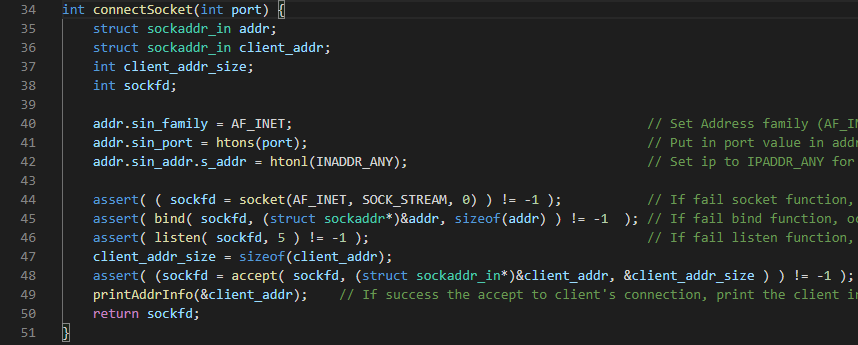 34 int connectSocket(int port) {
35     struct sockaddr_in addr;
36     struct sockaddr_in client_addr;
37     int client_addr_size;
38     int sockfd;
39
40     addr.sin_family = AF_INET;                                              // Set Address family (AF_IN
41     addr.sin_port = htons(port);                                            // Put in port value in addr
42     addr.sin_addr.s_addr = htonl(INADDR_ANY);                               // Set ip to IPADDR_ANY for
43
44     assert( ( sockfd = socket(AF_INET, SOCK_STREAM, 0) ) != -1 );           // If fail socket function,
45     assert( bind( sockfd, (struct sockaddr*)&addr, sizeof(addr) ) != -1  ); // If fail bind function, oc
46     assert( listen( sockfd, 5 ) != -1 );                                    // If fail listen function,
47     client_addr_size = sizeof(client_addr);
48     assert( (sockfd = accept( sockfd, (struct sockaddr_in*)&client_addr, &client_addr_size ) ) != -1 );
49     printAddrInfo(&client_addr);    // If success the accept to client's connection, print the client in
50     return sockfd;
51 }